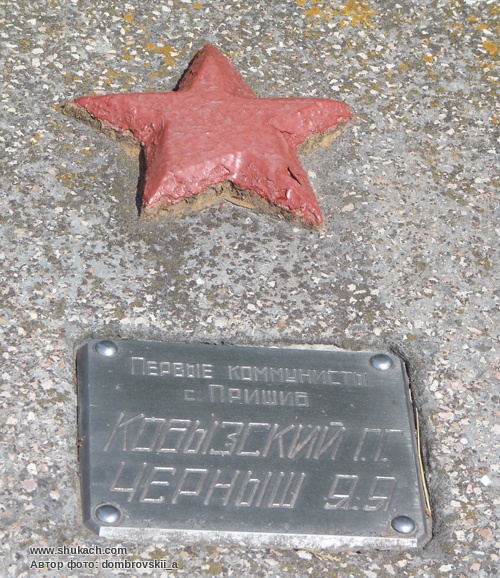 Первые коммунисты
с. Пришиб
Кобызский П.Г.
Черныш Я.Я
www.shukach.com
Автор фото: dombrovskii_a